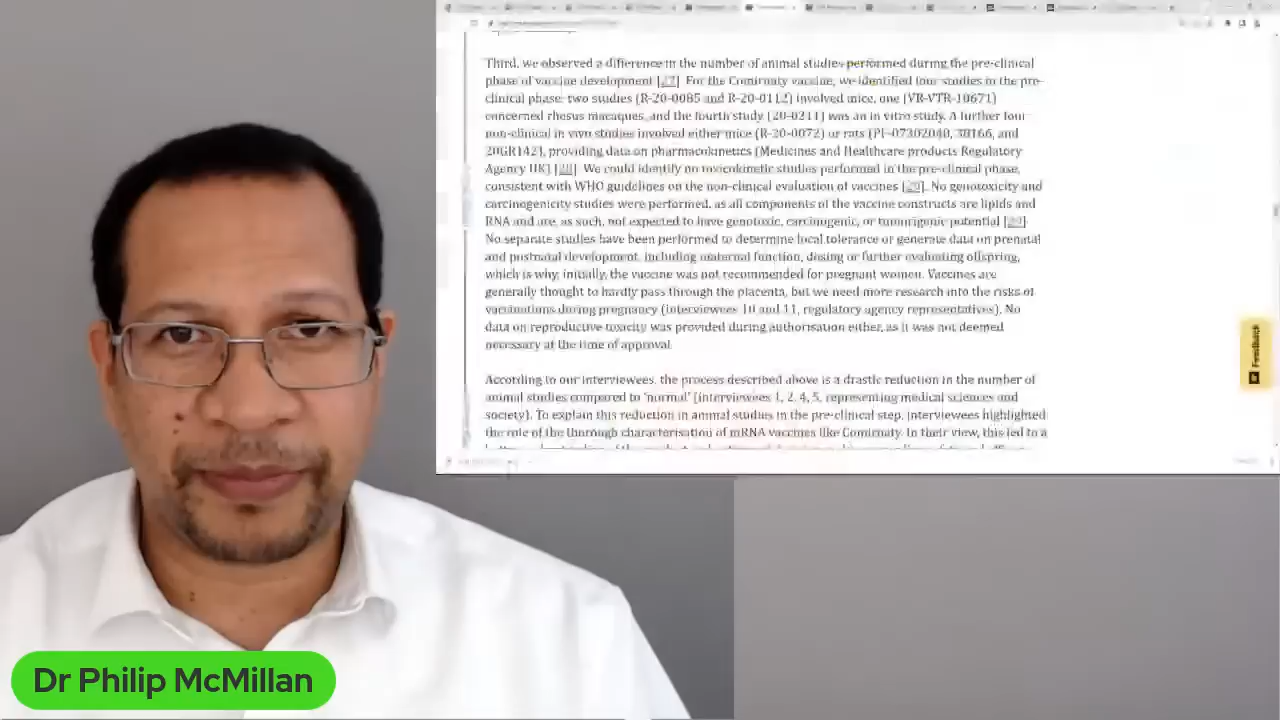 Third, we observed a difference in the number of animal studies performed during the pre-clinical
phase of vaccine development [27]. For the Comirnaty vaccine, we identified four studies in the pre-
clinical phase: two studies (R-20-0085 and R-20-0112) involved mice, one (VR-VTR-10671)
concerned rhesus macaques, and the fourth study (20-0211) was an in vitro study. A further four
non-clinical in vivo studies involved either mice (R-20-0072) or rats (PF-07302048, 38166, and
20GR142), providing data on pharmacokinetics (Medicines and Healthcare products Regulatory
Agency UK) [28]. We could identify no toxicokinetic studies performed in the pre-clinical phase,
consistent with WHO guidelines on the non-clinical evaluation of vaccines [29]. No genotoxicity and
carcinogenicity studies were performed, as all components of the vaccine constructs are lipids and
RNA and are, as such, not expected to have genotoxic, carcinogenic, or tumorigenic potential
No separate studies have been performed to determine local tolerance or generate data on prenatal
and postnatal development, including maternal function, dosing or further evaluating offspring,
which is why, initially, the vaccine was not recommended for pregnant women. Vaccines are
generally thought to hardly pass through the placenta, but we need more research into the risks of
vaccinations during pregnancy (interviewees 10 and 11, regulatory agency representatives). No
data on reproductive toxicity was provided during authorisation either, as it was not deemed
necessary at the time of approval.
According to our interviewees, the process described above is a drastic reduction in the number of
animal studies compared to 'normal' (interviewees 1, 2, 4, 5, representing medical sciences and
society). To explain this reduction in animal studies in the pre-clinical step, interviewees highlighted
the role of the thorough characterisation of mRNA vaccines like Comirnaty. In their view, this led to a
Feedback
Dr Philip McMillan